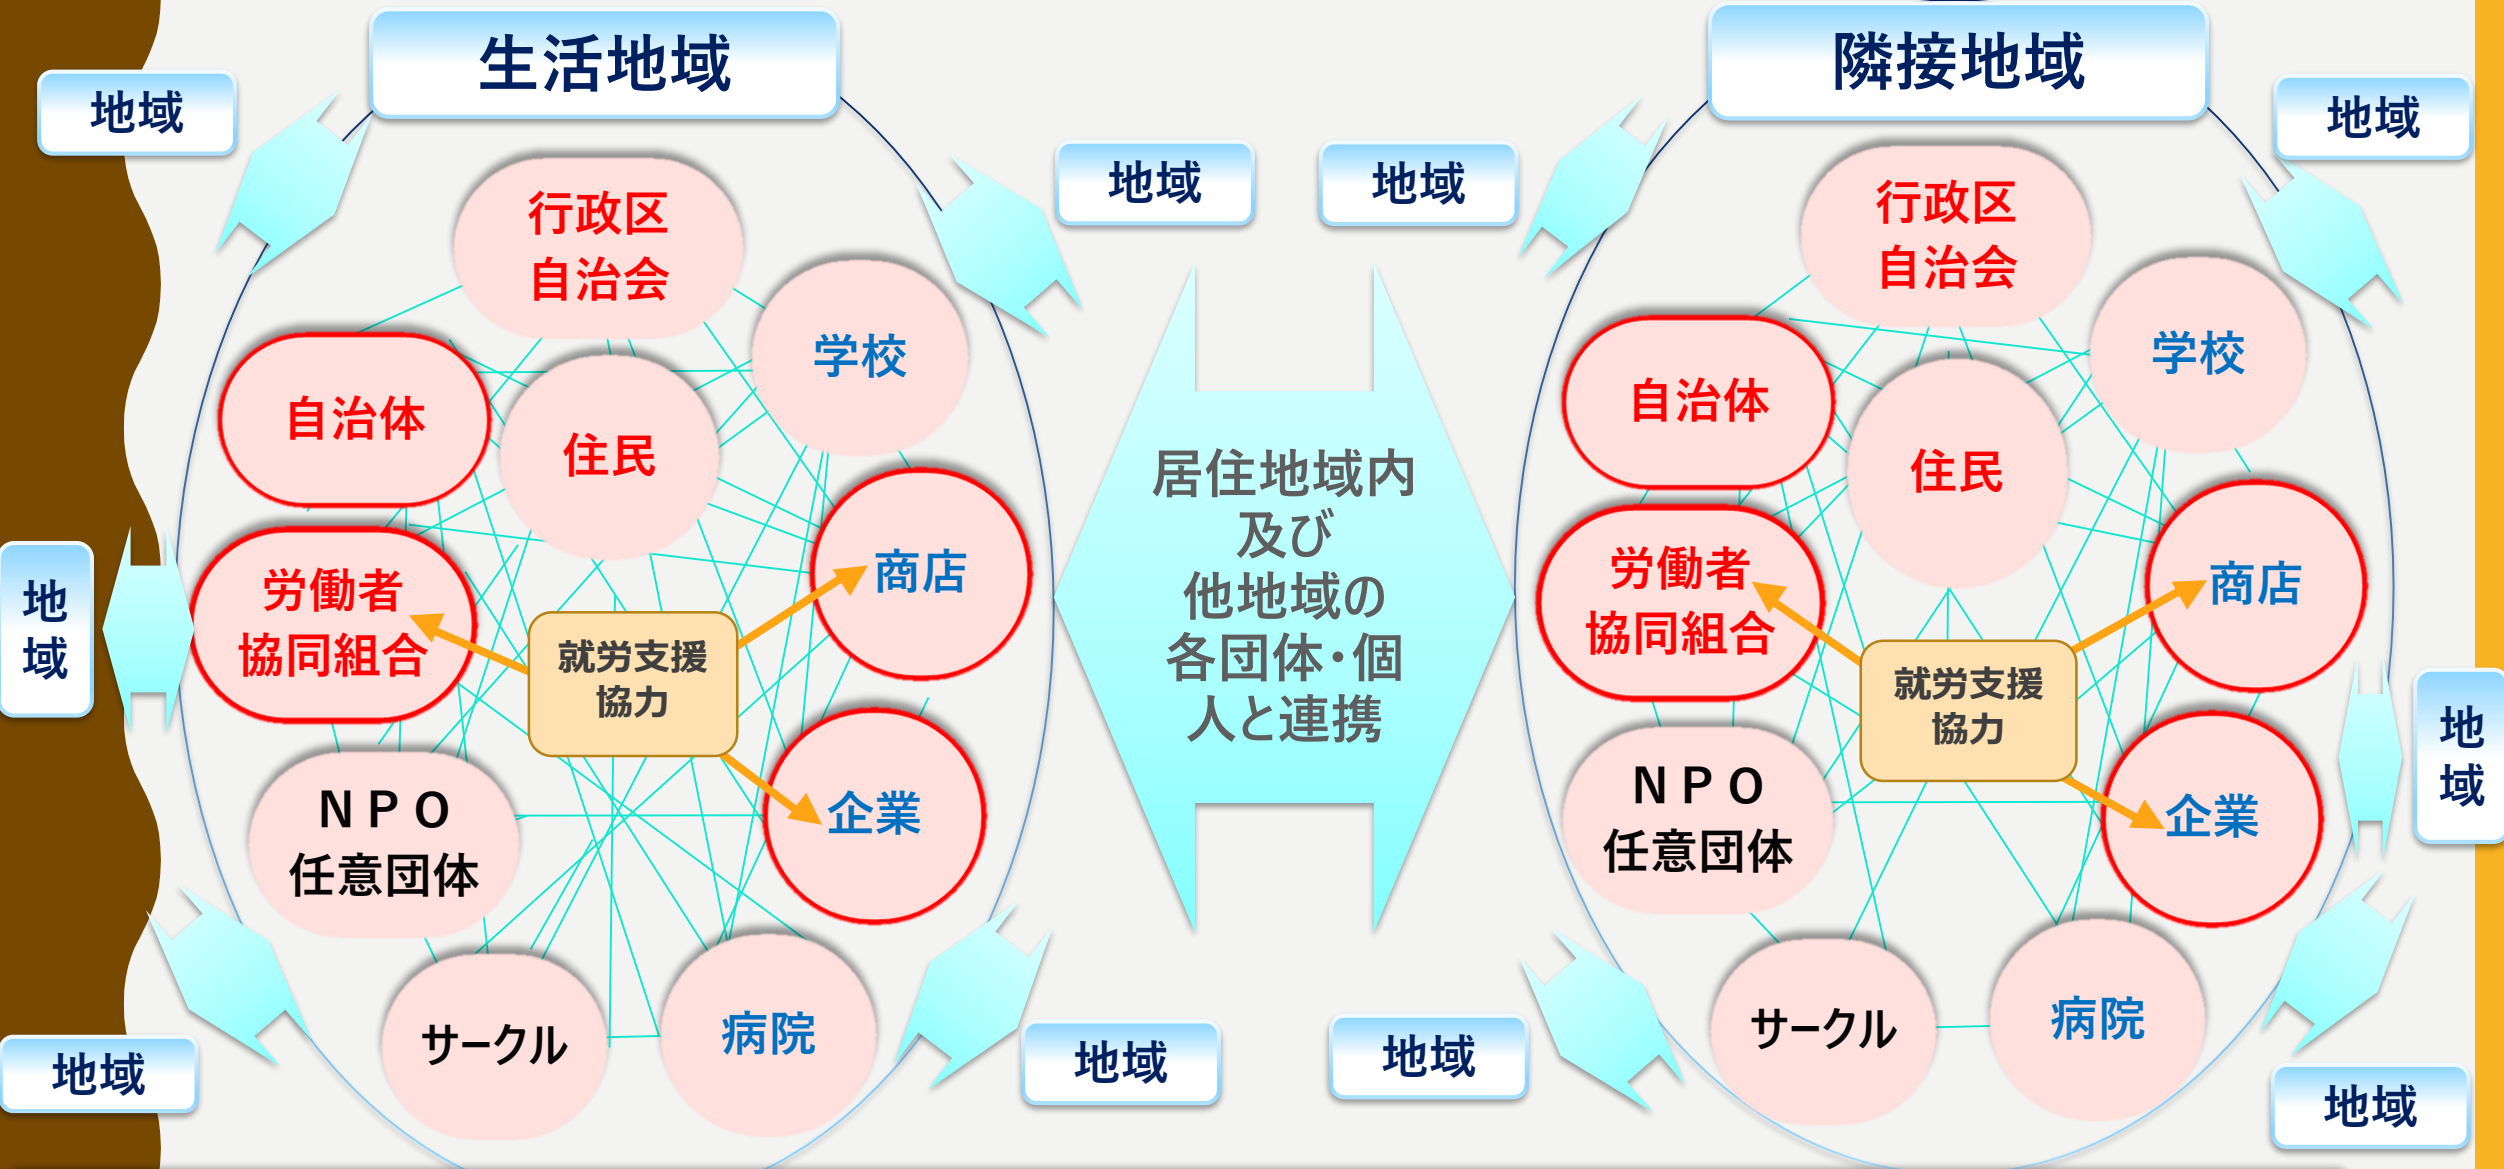 生活地域
隣接地域
地域
地域
地域
地域
行政区
自治会
学校
自治体
住民
商店
労働者
協同組合
就労支援
協力
企業
ＮＰＯ
任意団体
サークル
病院
地
域
地域
地域
居住地域内
及び
他地域の
各団体・個
人と連携
行政区
自治会
学校
自治体
住民
商店
労働者
協同組合
就労支援
協力
企業
ＮＰＯ
任意団体
サークル
病院
地
域
地域
地域